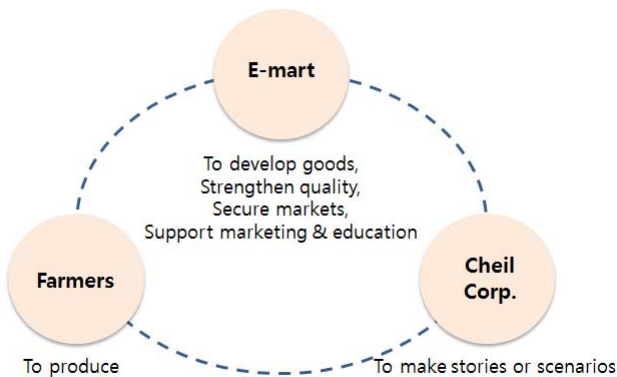 E-mart
To develop goods,
Strengthen quality,
Secure markets,
Support marketing & education
Farmers
Cheil
Corp.
To produce
To make stories or scenarios